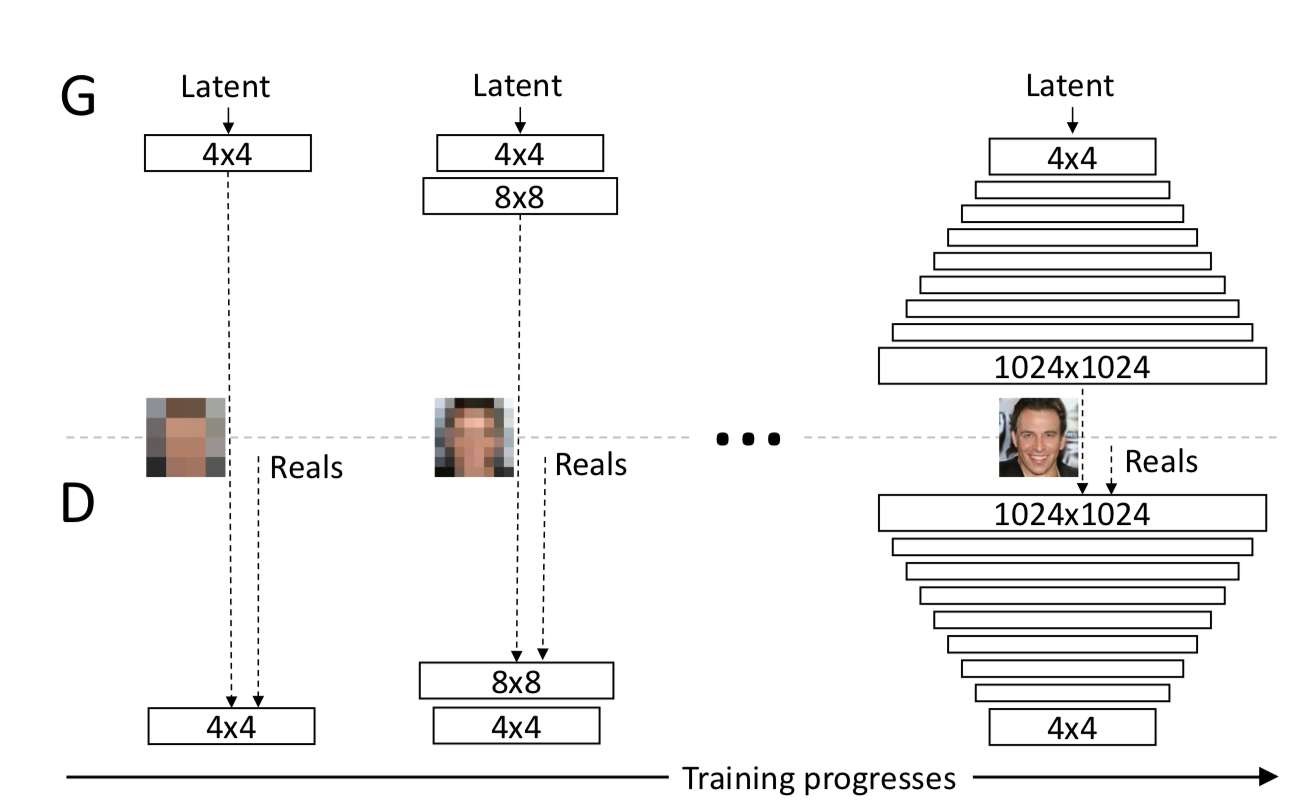 G
Latent
Latent
Latent
4x4
4x4
4x4
8x8
1024x1024
Reals
Reals
Reals
D
1024x1024
8x8
4x4
4x4
4x4
Training progresses